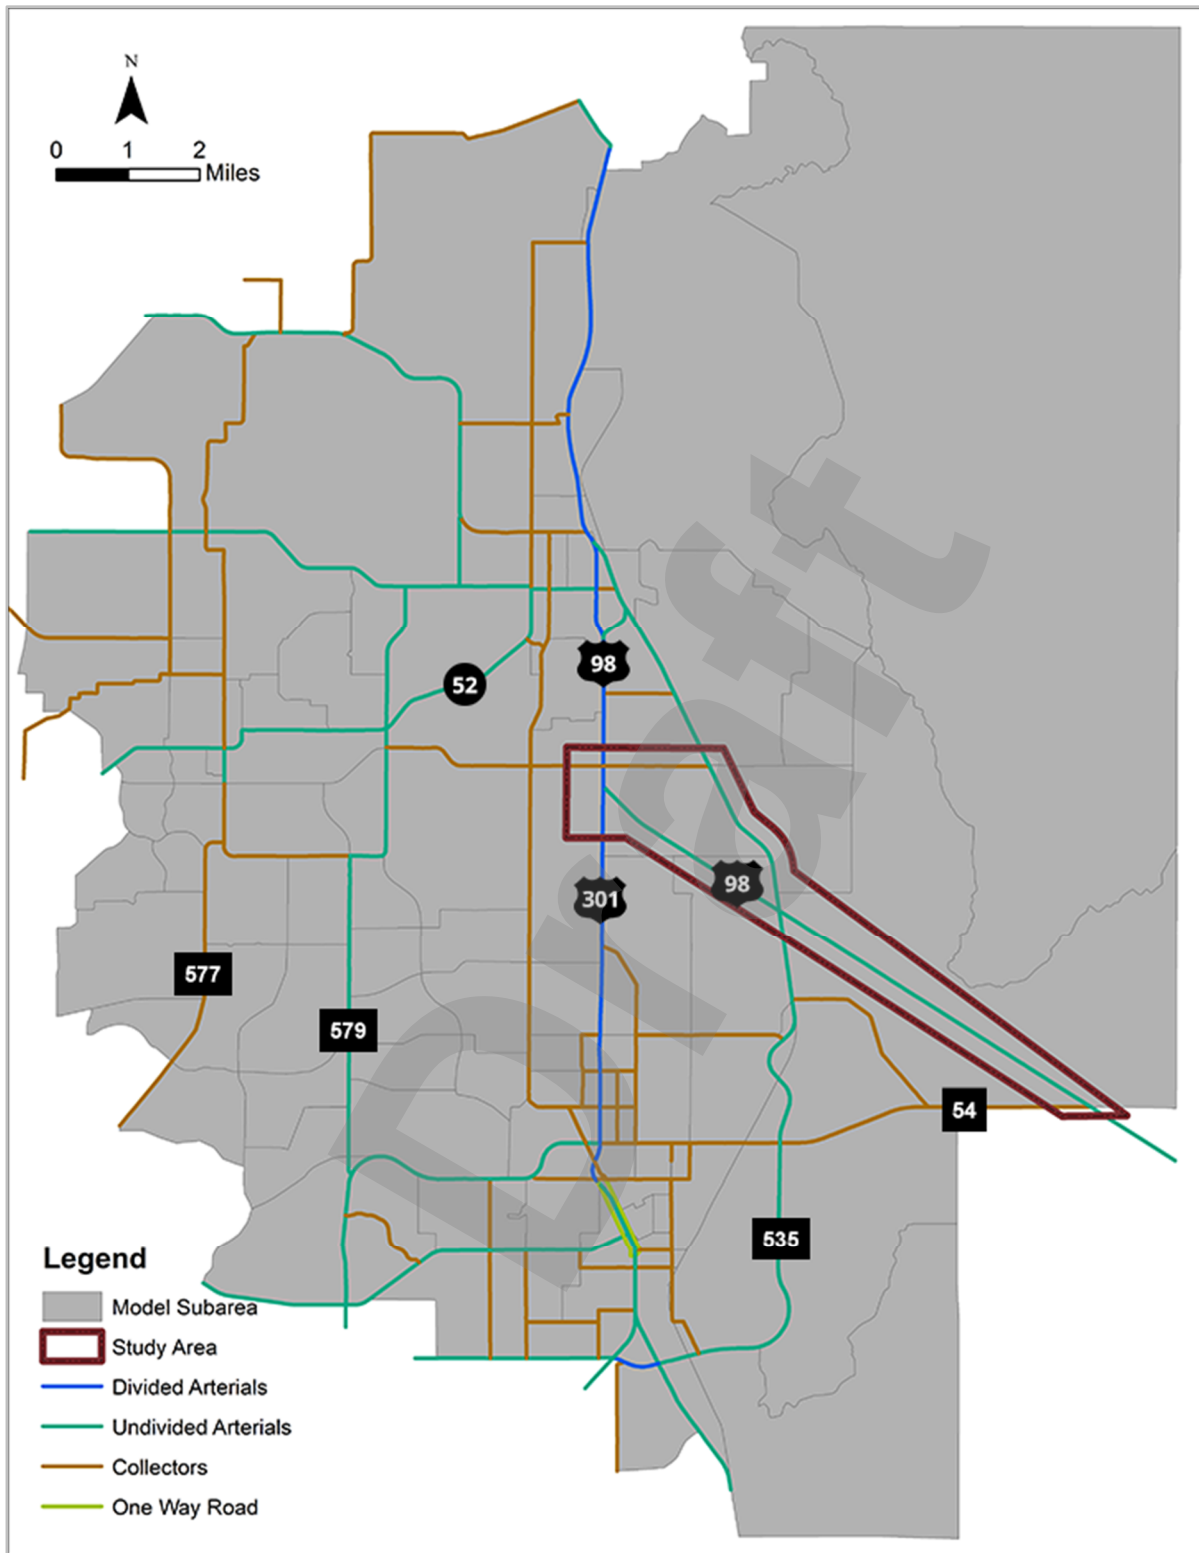 N
0 1 2
Miles
98
52
98
301
577
579
54
535
Draft
Legend
Model Subarea
Study Area
Divided Arterials
Undivided Arterials
Collectors
One Way Road